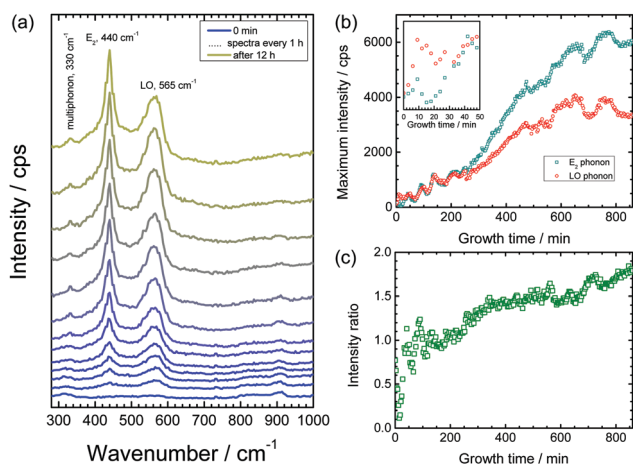 (a)
multiphonon, 330 cm⁻¹
E₂, 440 cm⁻¹
LO, 565 cm⁻¹
0 min
spectra every 1 h
after 12 h
Intensity / cps
300 400 500 600 700 800 900 1000
Wavenumber / cm⁻¹
(b)
Maximum intensity / cps
6000
4000
2000
0
0 10 20 30 40 50
Growth time / min
E₂ phonon
LO phonon
0 200 400 600 800
Growth time / min
(c)
Intensity ratio
2.0
1.5
1.0
0.5
0.0
0 200 400 600 800
Growth time / min